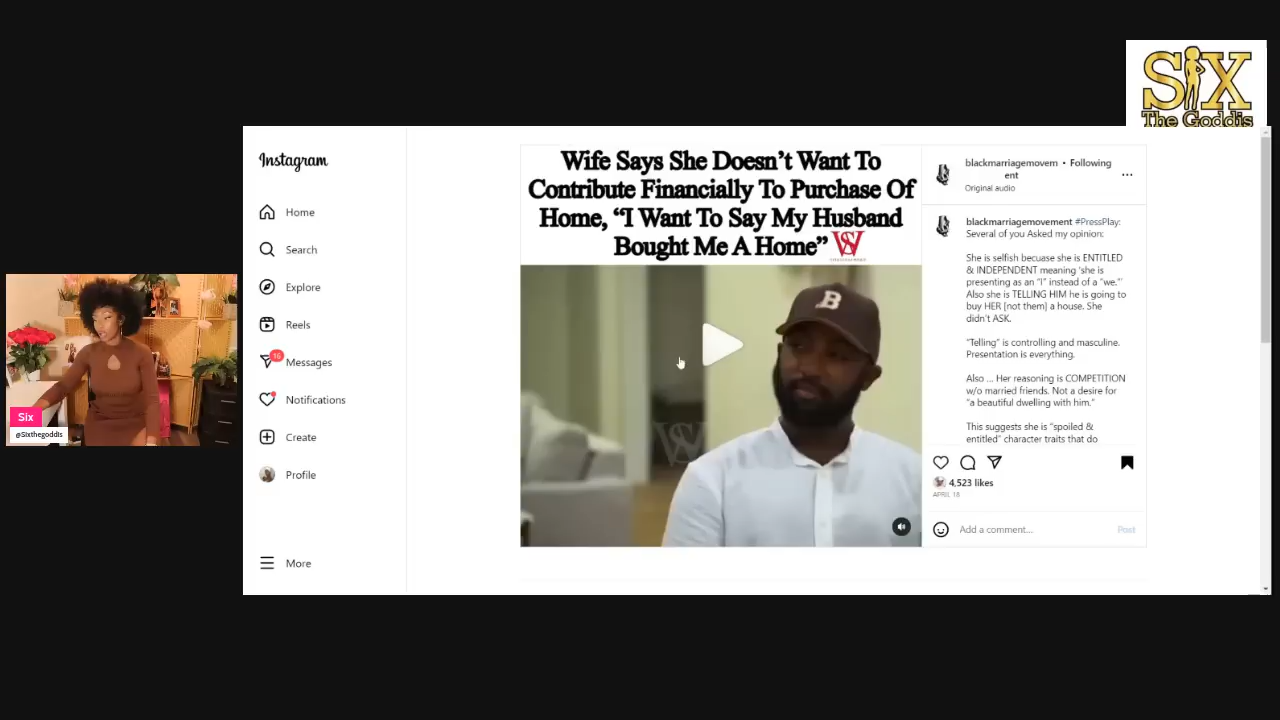 SiX
The Goddis
Six
@Sixthegoddis
Instagram
Home
Search
Explore
Reels
16
Messages
Notifications
Create
Profile
More
Wife Says She Doesn't Want To
Contribute Financially To Purchase Of
Home, “I Want To Say My Husband
Bought Me A Home”
B
blackmarriagemovem • Following
ent
Original audio
blackmarriagemovement #PressPlay:
Several of you Asked my opinion:
She is selfish becuase she is ENTITLED
& INDEPENDENT meaning ‘she is
presenting as an “I” instead of a “we.”’
Also she is TELLING HIM he is going to
buy HER [not them] a house. She
didn’t ASK.
“Telling” is controlling and masculine.
Presentation is everything.
Also ... Her reasoning is COMPETITION
w/o married friends. Not a desire for
“a beautiful dwelling with him.”
This suggests she is “spoiled &
entitled” character traits that do
4,523 likes
APRIL 18
Add a comment...
Post